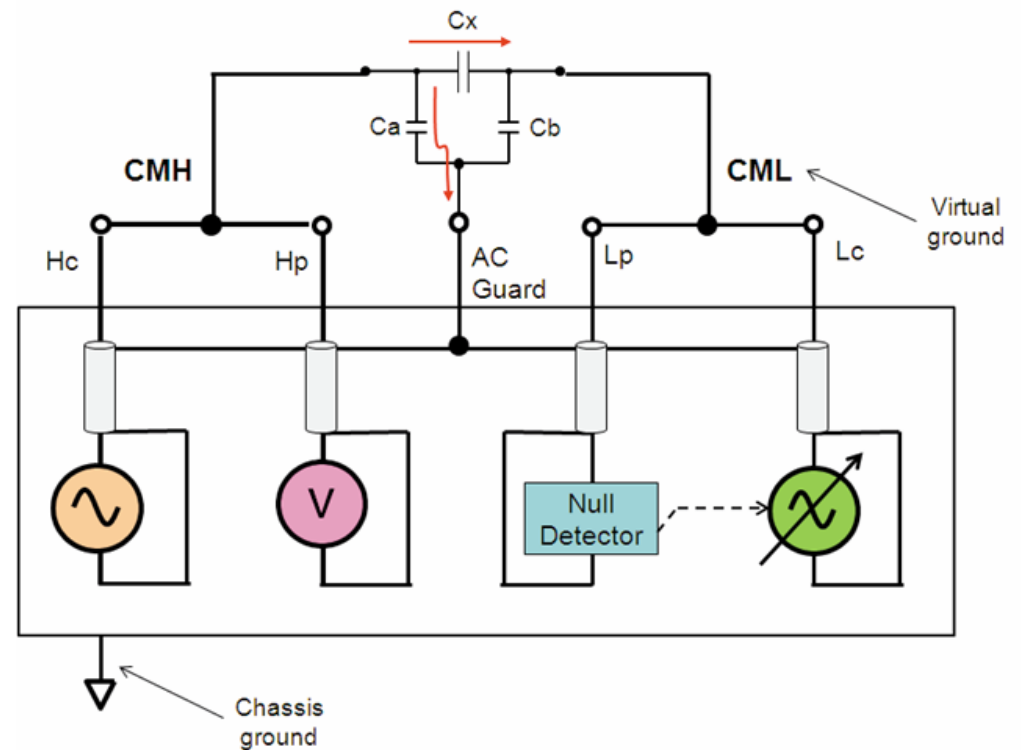 Cx
Ca
Cb
CMH
CML
Virtual
ground
Hc
Hp
AC
Guard
Lp
Lc
V
Null
Detector
Chassis
ground